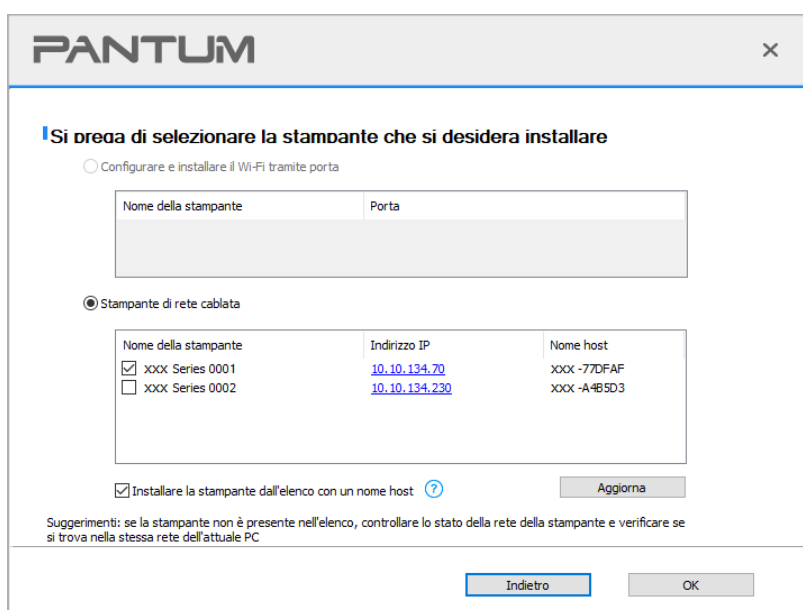 PANTUM
Si prega di selezionare la stampante che si desidera installare
Configurare e installare il Wi-Fi tramite porta
Nome della stampante Porta
Stampante di rete cablata
Nome della stampante Indirizzo IP Nome host
XXX Series 0001 10.10.134.70 XXX -77DFAF
XXX Series 0002 10.10.134.230 XXX -A4B5D3
Installare la stampante dall'elenco con un nome host ? Aggiorna
Suggerimenti: se la stampante non è presente nell'elenco, controllare lo stato della rete della stampante e verificare se
si trova nella stessa rete dell'attuale PC
Indietro OK